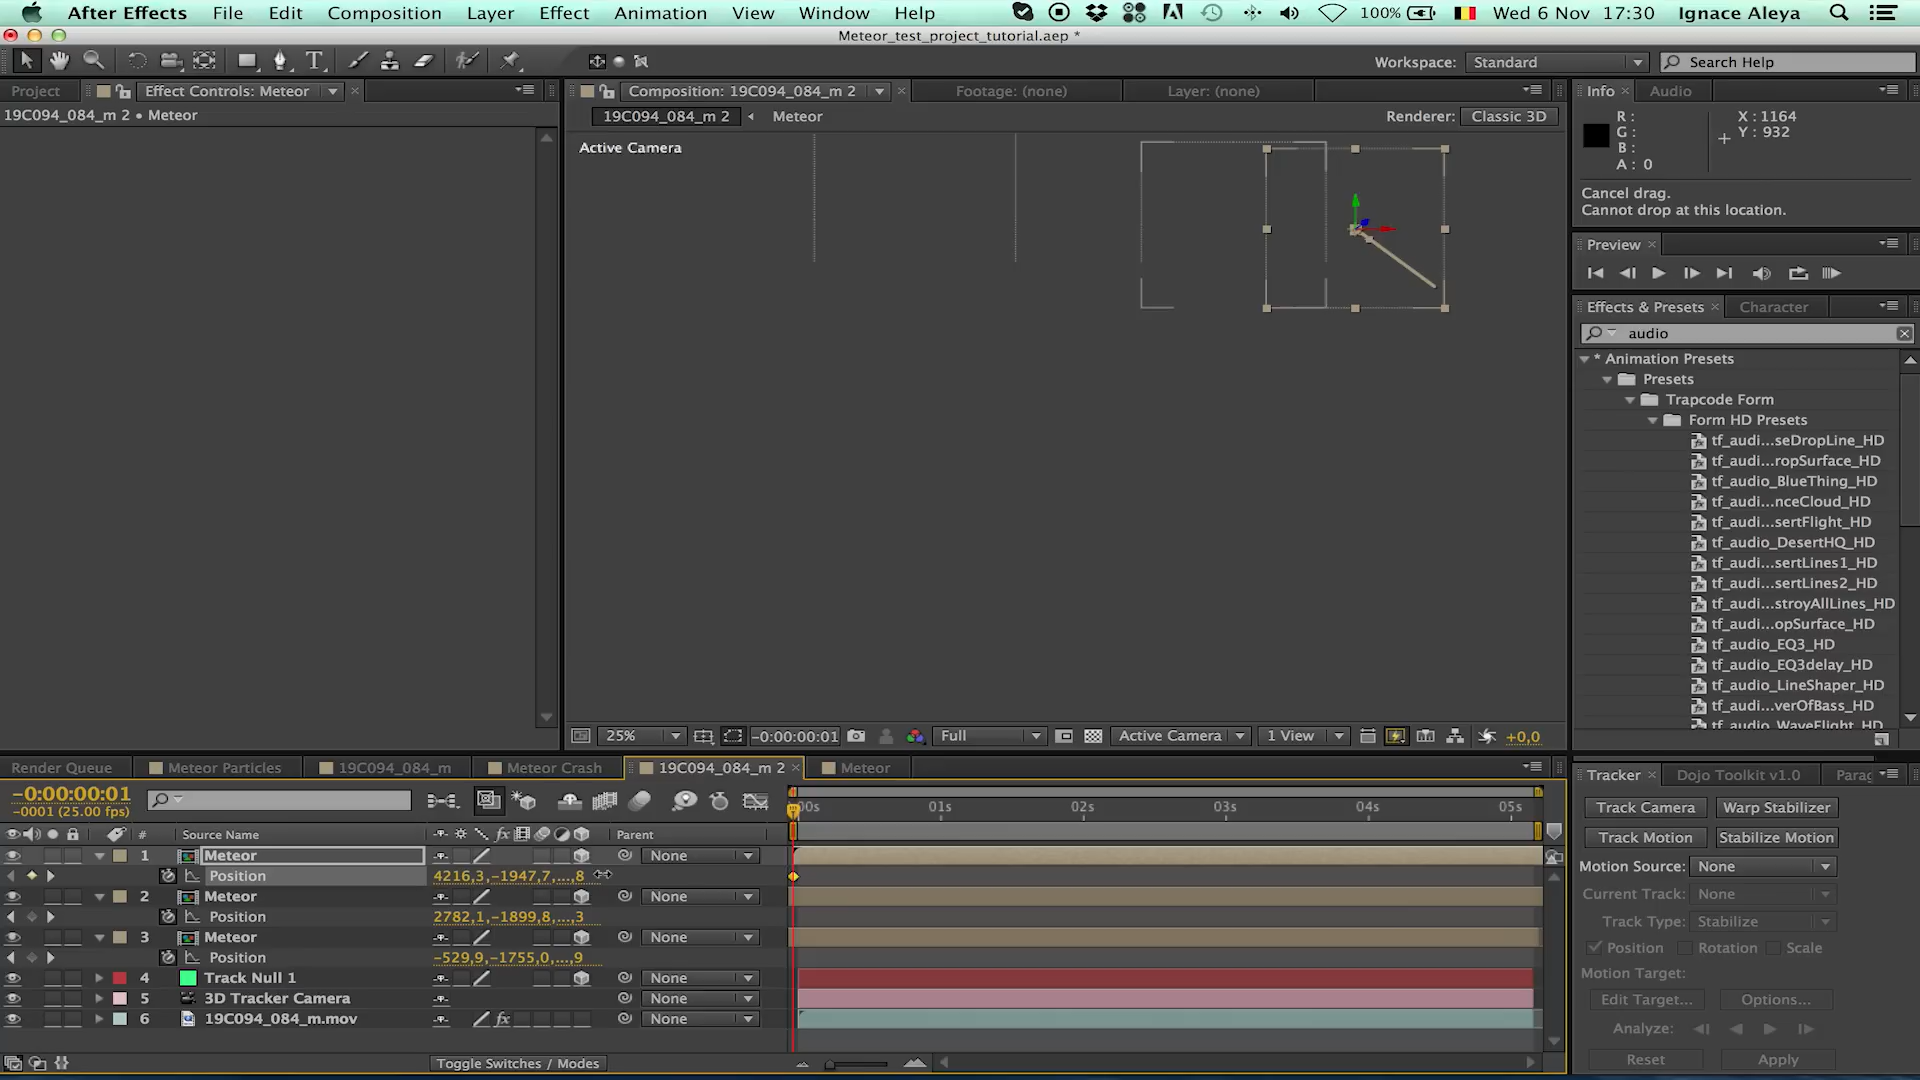 After Effects File Edit Composition Layer Effect Animation View Window Help 100% Wed 6 Nov 17:30 Ignace Aleya
Meteor_test_project_tutorial.aep *
Workspace: Standard Search Help
Project Effect Controls: Meteor Composition: 19C094_084_m 2 Footage: (none) Layer: (none) Info Audio
19C094_084_m 2 • Meteor 19C094_084_m 2 Meteor Renderer: Classic 3D
Active Camera
R: X : 1164
G: Y : 932
B:
A: 0
Cancel drag.
Cannot drop at this location.
Preview
Effects & Presets Character
audio
* Animation Presets
Presets
Trapcode Form
Form HD Presets
tf_audi...seDropLine_HD
tf_audi...ropSurface_HD
tf_audio_BlueThing_HD
tf_audi...nceCloud_HD
tf_audi...sertFlight_HD
tf_audio_DesertHQ_HD
tf_audi...sertLines1_HD
tf_audi...sertLines2_HD
tf_audi...stroyAllLines_HD
tf_audi...opSurface_HD
tf_audio_EQ3_HD
tf_audio_EQ3delay_HD
tf_audio_LineShaper_HD
tf_audi...verOfBass_HD
tf_audio_WaveFlight_HD
25% -0:00:00:01 Full Active Camera 1 View +0,0
Render Queue Meteor Particles 19C094_084_m Meteor Crash 19C094_084_m 2 Meteor
-0:00:00:01
-0001 (25.00 fps)
:00s 01s 02s 03s 04s 05s
# Source Name Parent
1 Meteor None
Position 4216,3,-1947,7,...,8
2 Meteor None
Position 2782,1,-1899,8,...,3
3 Meteor None
Position -529,9,-1755,0,...,9
4 Track Null 1 None
5 3D Tracker Camera None
6 19C094_084_m.mov fx None
Toggle Switches / Modes
Tracker Dojo Toolkit v1.0 Parag
Track Camera Warp Stabilizer
Track Motion Stabilize Motion
Motion Source: None
Current Track: None
Track Type: Stabilize
Position Rotation Scale
Motion Target:
Edit Target... Options...
Analyze:
Reset Apply